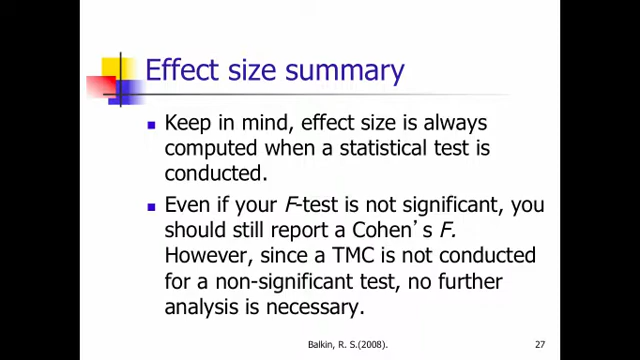 Effect size summary
Keep in mind, effect size is always
computed when a statistical test is
conducted.
Even if your F-test is not significant, you
should still report a Cohen’s F.
However, since a TMC is not conducted
for a non-significant test, no further
analysis is necessary.
Balkin, R. S.(2008).
27